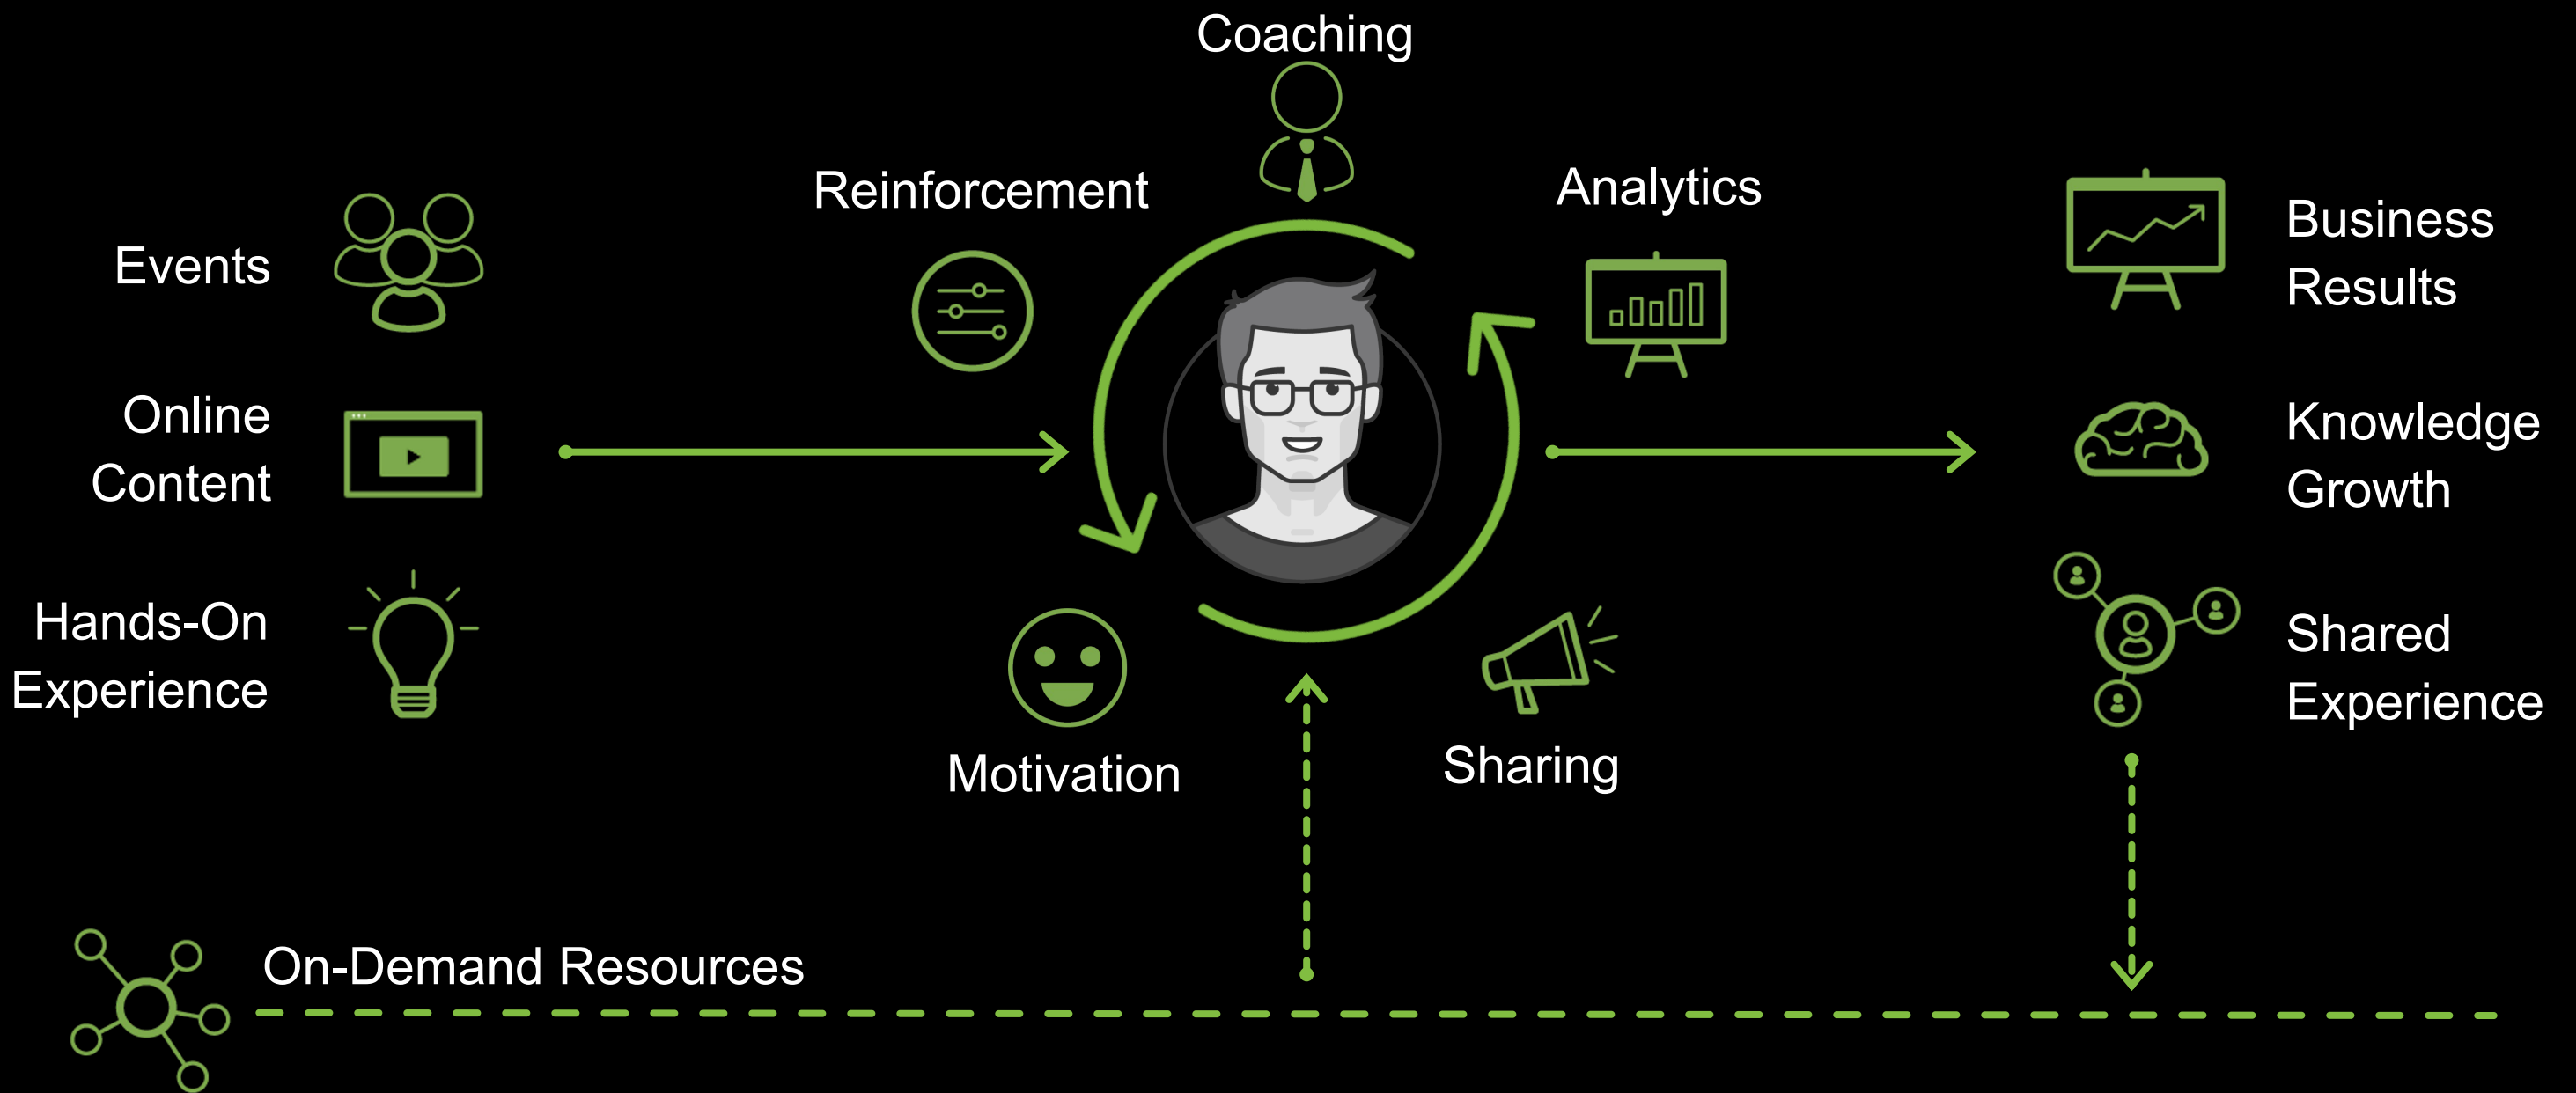 Coaching
Reinforcement
Analytics
Events
Online
Content
Hands-On
Experience
Motivation
Sharing
Business
Results
Knowledge
Growth
Shared
Experience
On-Demand Resources